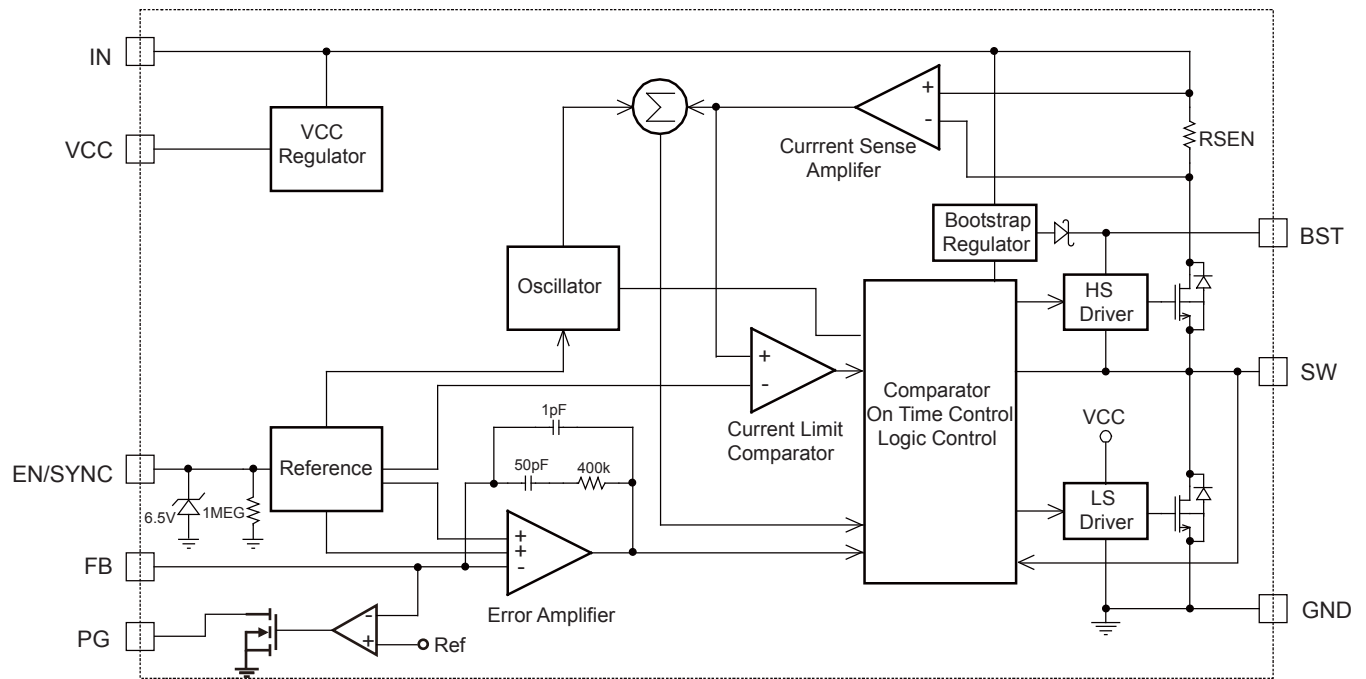 IN
VCC
EN/SYNC
FB
PG
VCC
Regulator
Σ
+
-
Currrent Sense
Amplifer
RSEN
Bootstrap
Regulator
BST
Oscillator
HS
Driver
+
-
Current Limit
Comparator
Comparator
On Time Control
Logic Control
SW
VCC
1pF
50pF
400k
Reference
6.5V
1MEG
LS
Driver
+
+
-
Error Amplifier
-
+
Ref
GND